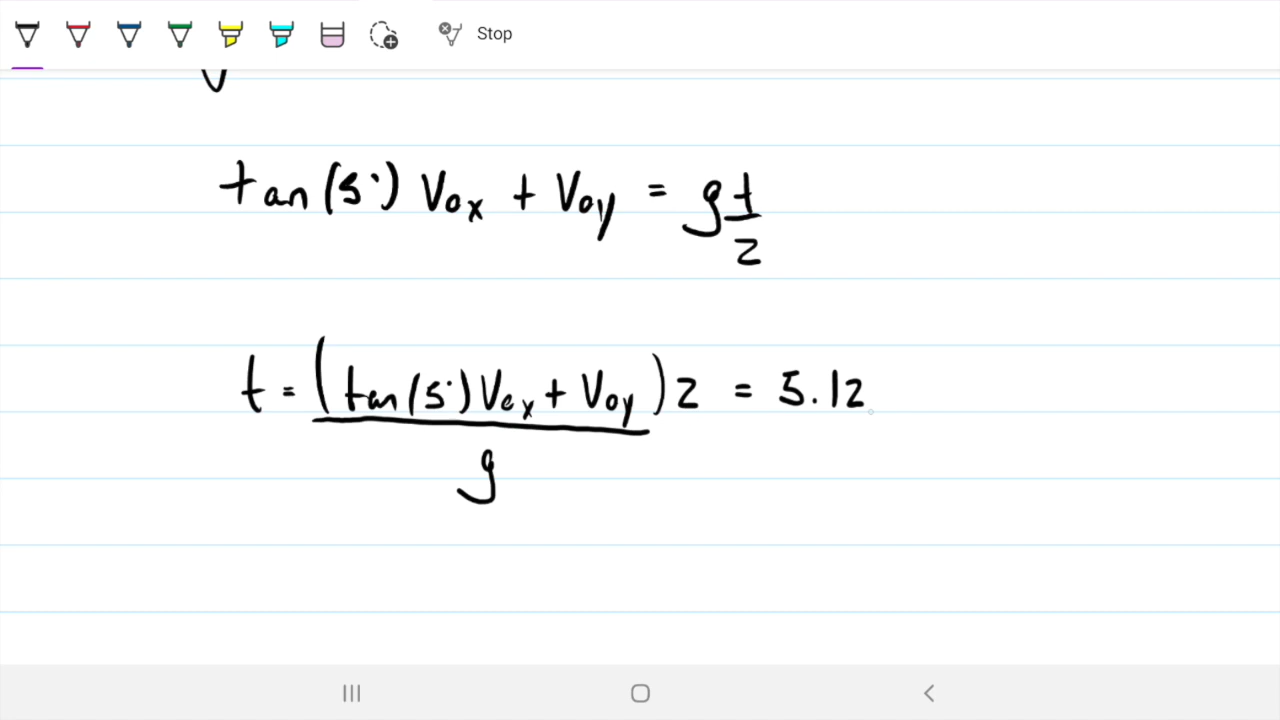 Stop
V
tan(5°) Vox + Voy = g t/2
t = (tan(5°) Vox + Voy)2 / g = 5.12